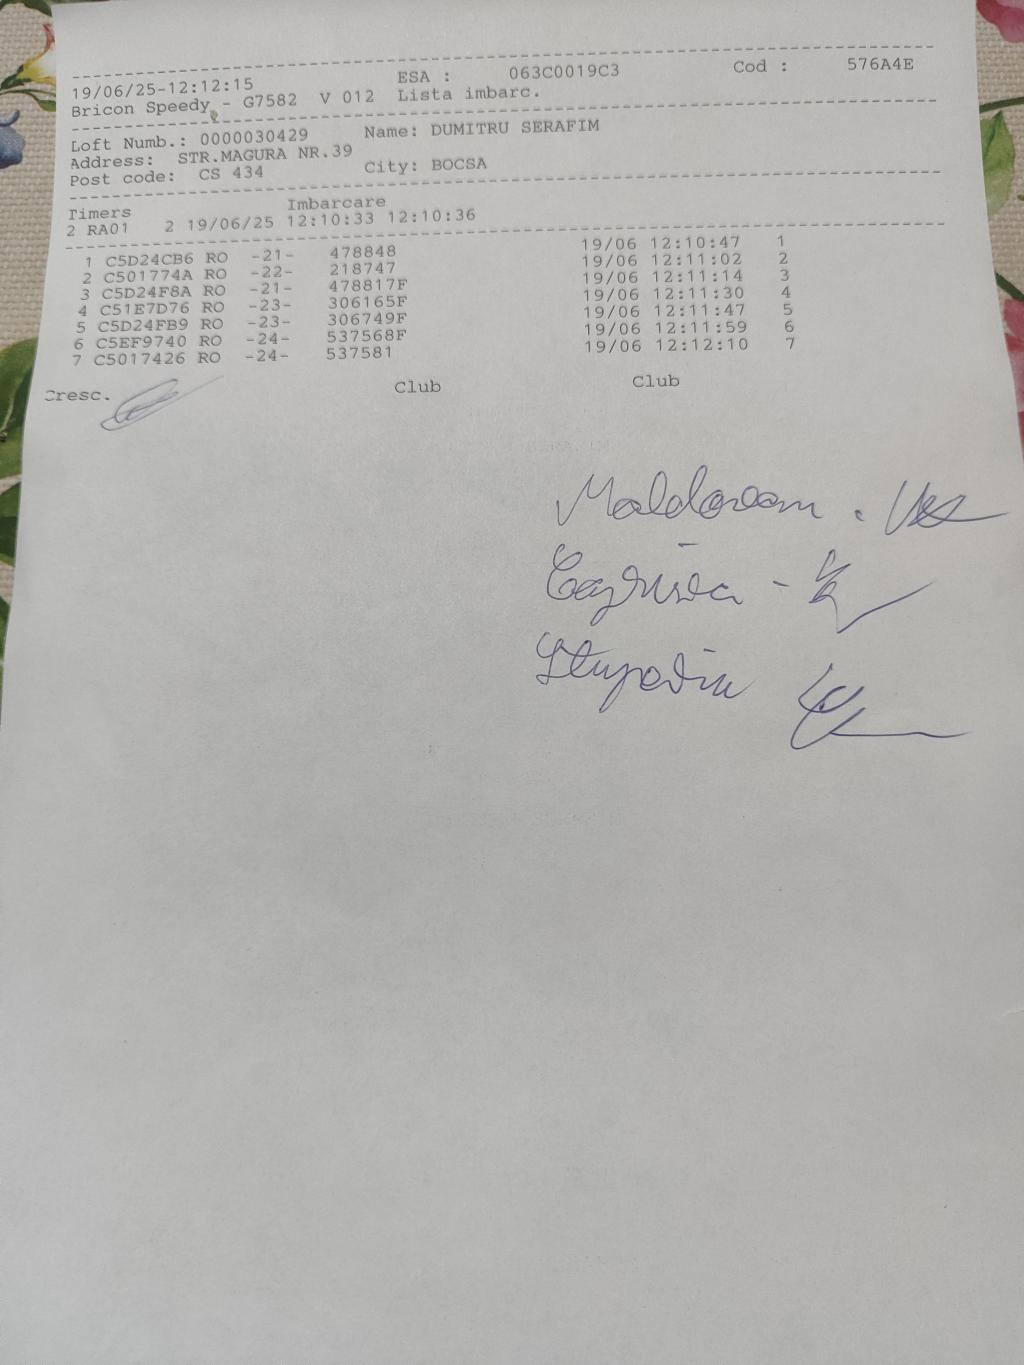 19/06/25-12:12:15 ESA : 063C0019C3 Cod : 576A4E
Bricon Speedy - G7582 V 012 Lista imbarc.
Loft Numb.: 0000030429 Name: DUMITRU SERAFIM
Address: STR.MAGURA NR.39
Post code: CS 434 City: BOCSA
Timers Imbarcare
2 RA01 2 19/06/25 12:10:33 12:10:36
1 C5D24CB6 RO -21- 478848 19/06 12:10:47 1
2 C501774A RO -22- 218747 19/06 12:11:02 2
3 C5D24F8A RO -21- 478817F 19/06 12:11:14 3
4 C51E7D76 RO -23- 306165F 19/06 12:11:30 4
5 C5D24FB9 RO -23- 306749F 19/06 12:11:47 5
6 C5EF9740 RO -24- 537568F 19/06 12:11:59 6
7 C5017426 RO -24- 537581 19/06 12:12:10 7
Cresc. Club Club
Moldovan